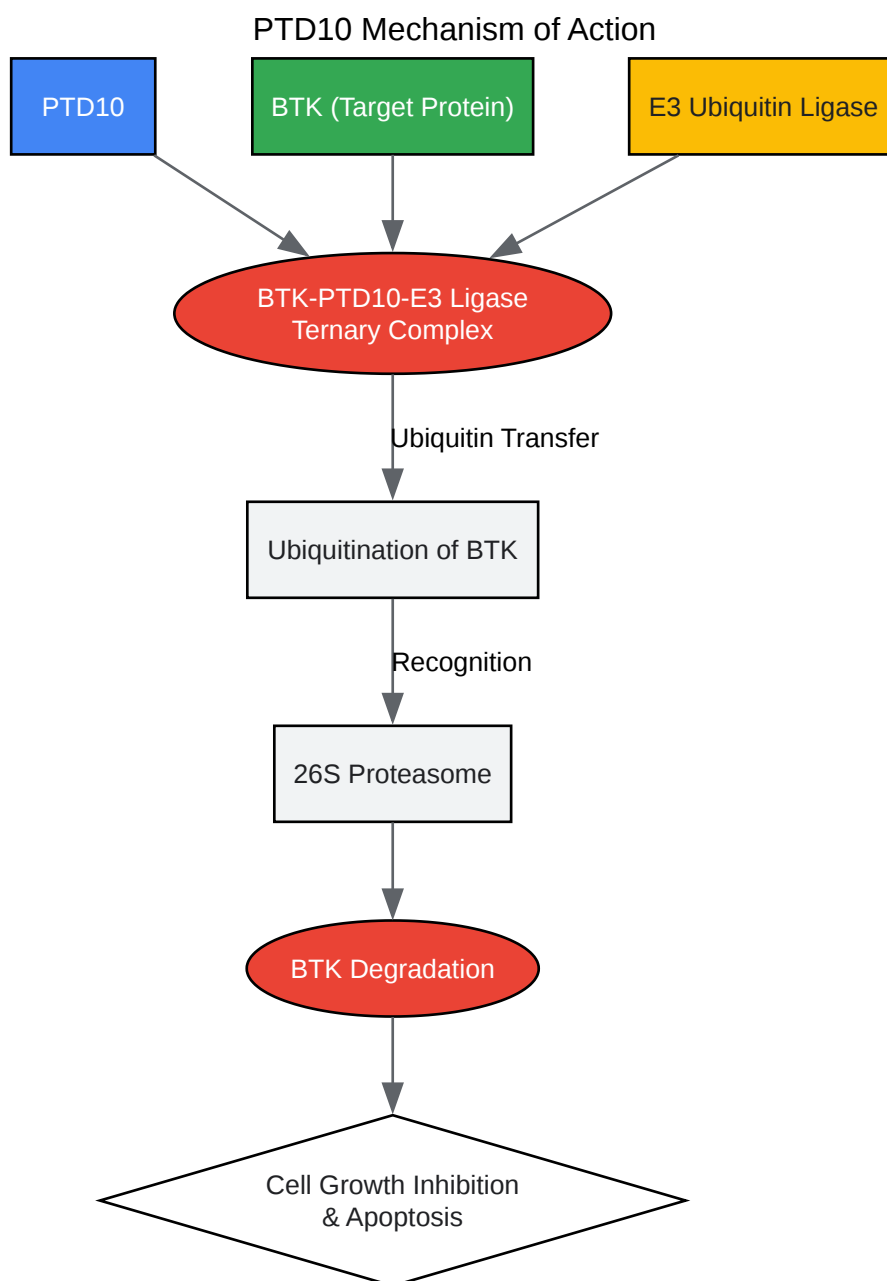 PTD10 Mechanism of Action
PTD10
BTK (Target Protein)
E3 Ubiquitin Ligase
BTK-PTD10-E3 Ligase
Ternary Complex
Ubiquitin Transfer
Ubiquitination of BTK
Recognition
26S Proteasome
BTK Degradation
Cell Growth Inhibition
& Apoptosis